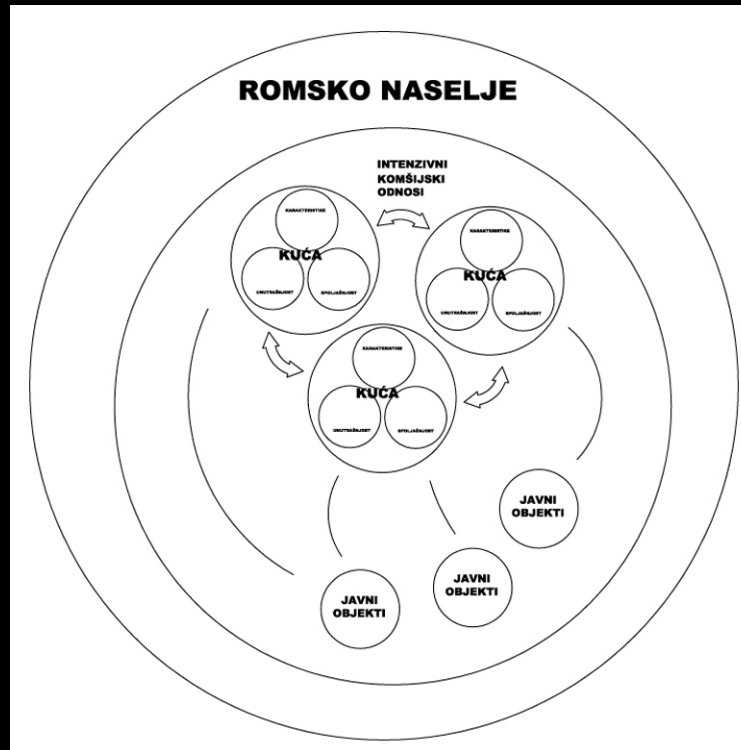 ROMSKO NASELJE
INTENZIVNI
KOMŠIJSKI
ODNOSI
KARAKTERISTIKE
KUĆA
UNUTRAŠNJOST
SPOLJAŠNJOST
KARAKTERISTIKE
KUĆA
UNUTRAŠNJOST
SPOLJAŠNJOST
KARAKTERISTIKE
KUĆA
UNUTRAŠNJOST
SPOLJAŠNJOST
JAVNI
OBJEKTI
JAVNI
OBJEKTI
JAVNI
OBJEKTI